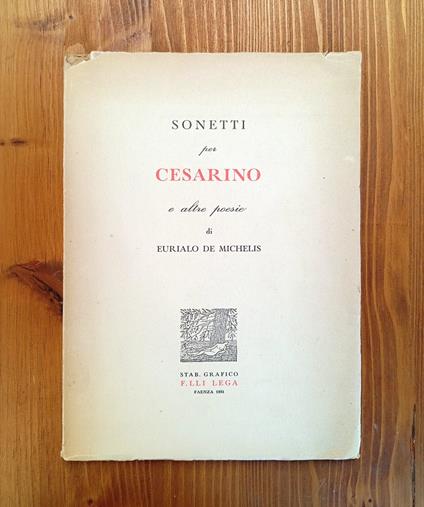 SONETTI
per
CESARINO
e altre poesie
di
EURIALO DE MICHELIS
STAB. GRAFICO
F.LLI LEGA
FAENZA